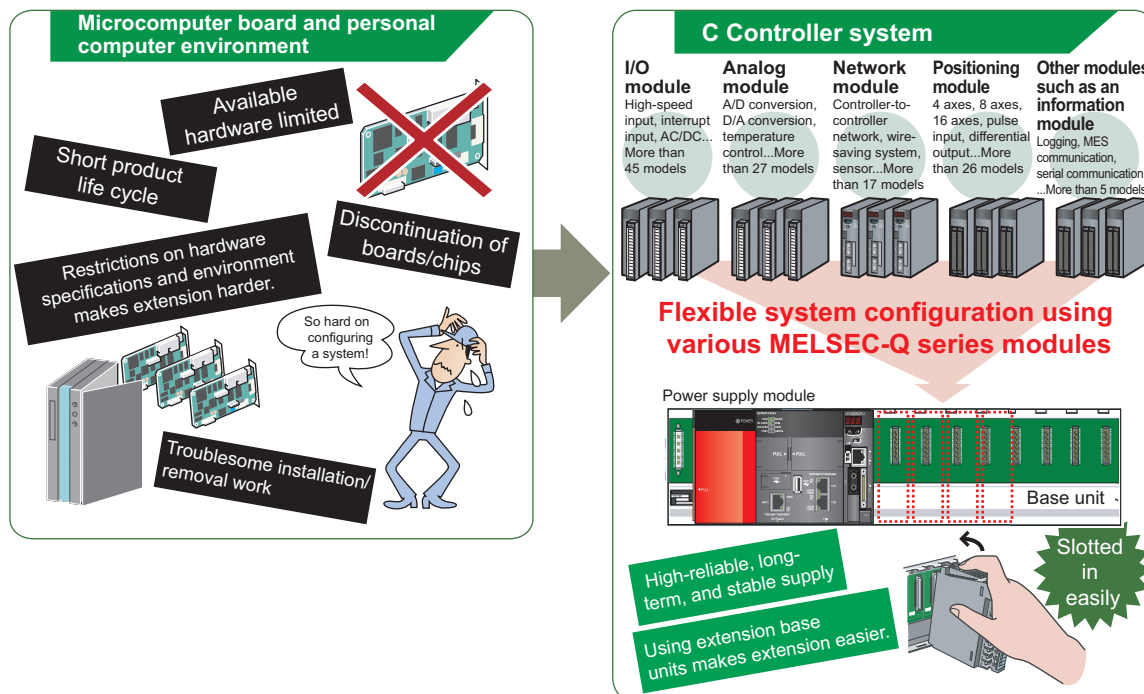 Microcomputer board and personal
computer environment
Available
hardware limited
Short product
life cycle
Discontinuation of
boards/chips
Restrictions on hardware
specifications and environment
makes extension harder.
So hard on
configuring
a system!
Troublesome installation/
removal work
C Controller system
I/O
module
High-speed
input, interrupt
input, AC/DC...
More than
45 models
Analog
module
A/D conversion,
D/A conversion,
temperature
control...More
than 27 models
Network
module
Controller-to-
controller
network, wire-
saving system,
sensor...More
than 17 models
Positioning
module
4 axes, 8 axes,
16 axes, pulse
input, differential
output...More
than 26 models
Other modules
such as an
information
module
Logging, MES
communication,
serial communication
...More than 5 models
Flexible system configuration using
various MELSEC-Q series modules
Power supply module
POWER
PULL
PULL
PULL
Base unit
High-reliable, long-
term, and stable supply
Using extension base
units makes extension easier.
Slotted
in
easily